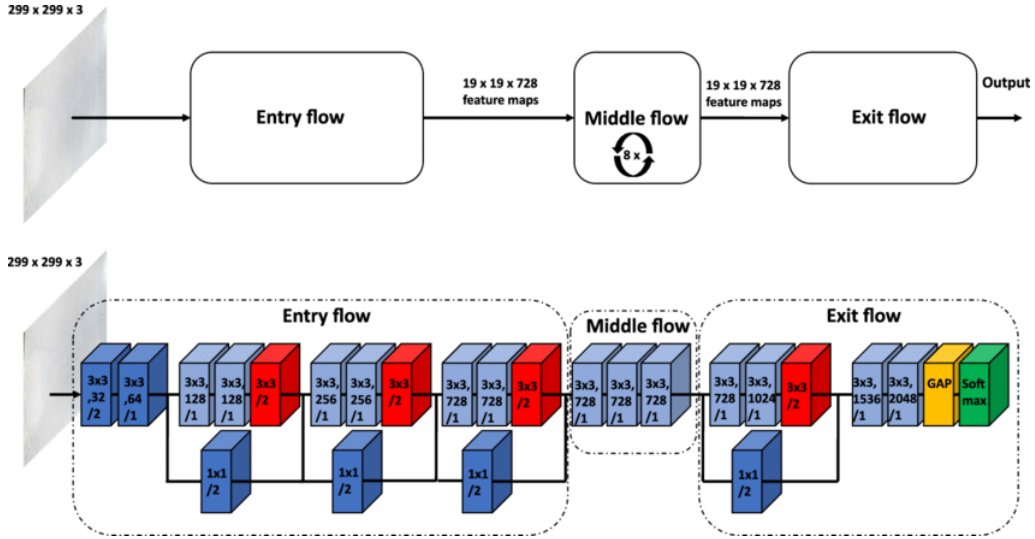 299 x 299 x 3
Entry flow
19 x 19 x 728
feature maps
Middle flow
8 x
19 x 19 x 728
feature maps
Exit flow
Output
299 x 299 x 3
Entry flow
Middle flow
Exit flow
3x3
,32
/2
3x3
,64
/1
3x3,
128
/1
3x3,
128
/1
3x3
/2
3x3,
256
/1
3x3,
256
/1
3x3
/2
3x3,
728
/1
3x3,
728
/1
3x3
/2
3x3,
728
/1
3x3,
728
/1
3x3,
728
/1
3x3,
728
/1
3x3,
1024
/1
3x3
/2
3x3,
1536
/1
3x3,
2048
/1
GAP
Soft
max
1x1
/2
1x1
/2
1x1
/2
1x1
/2